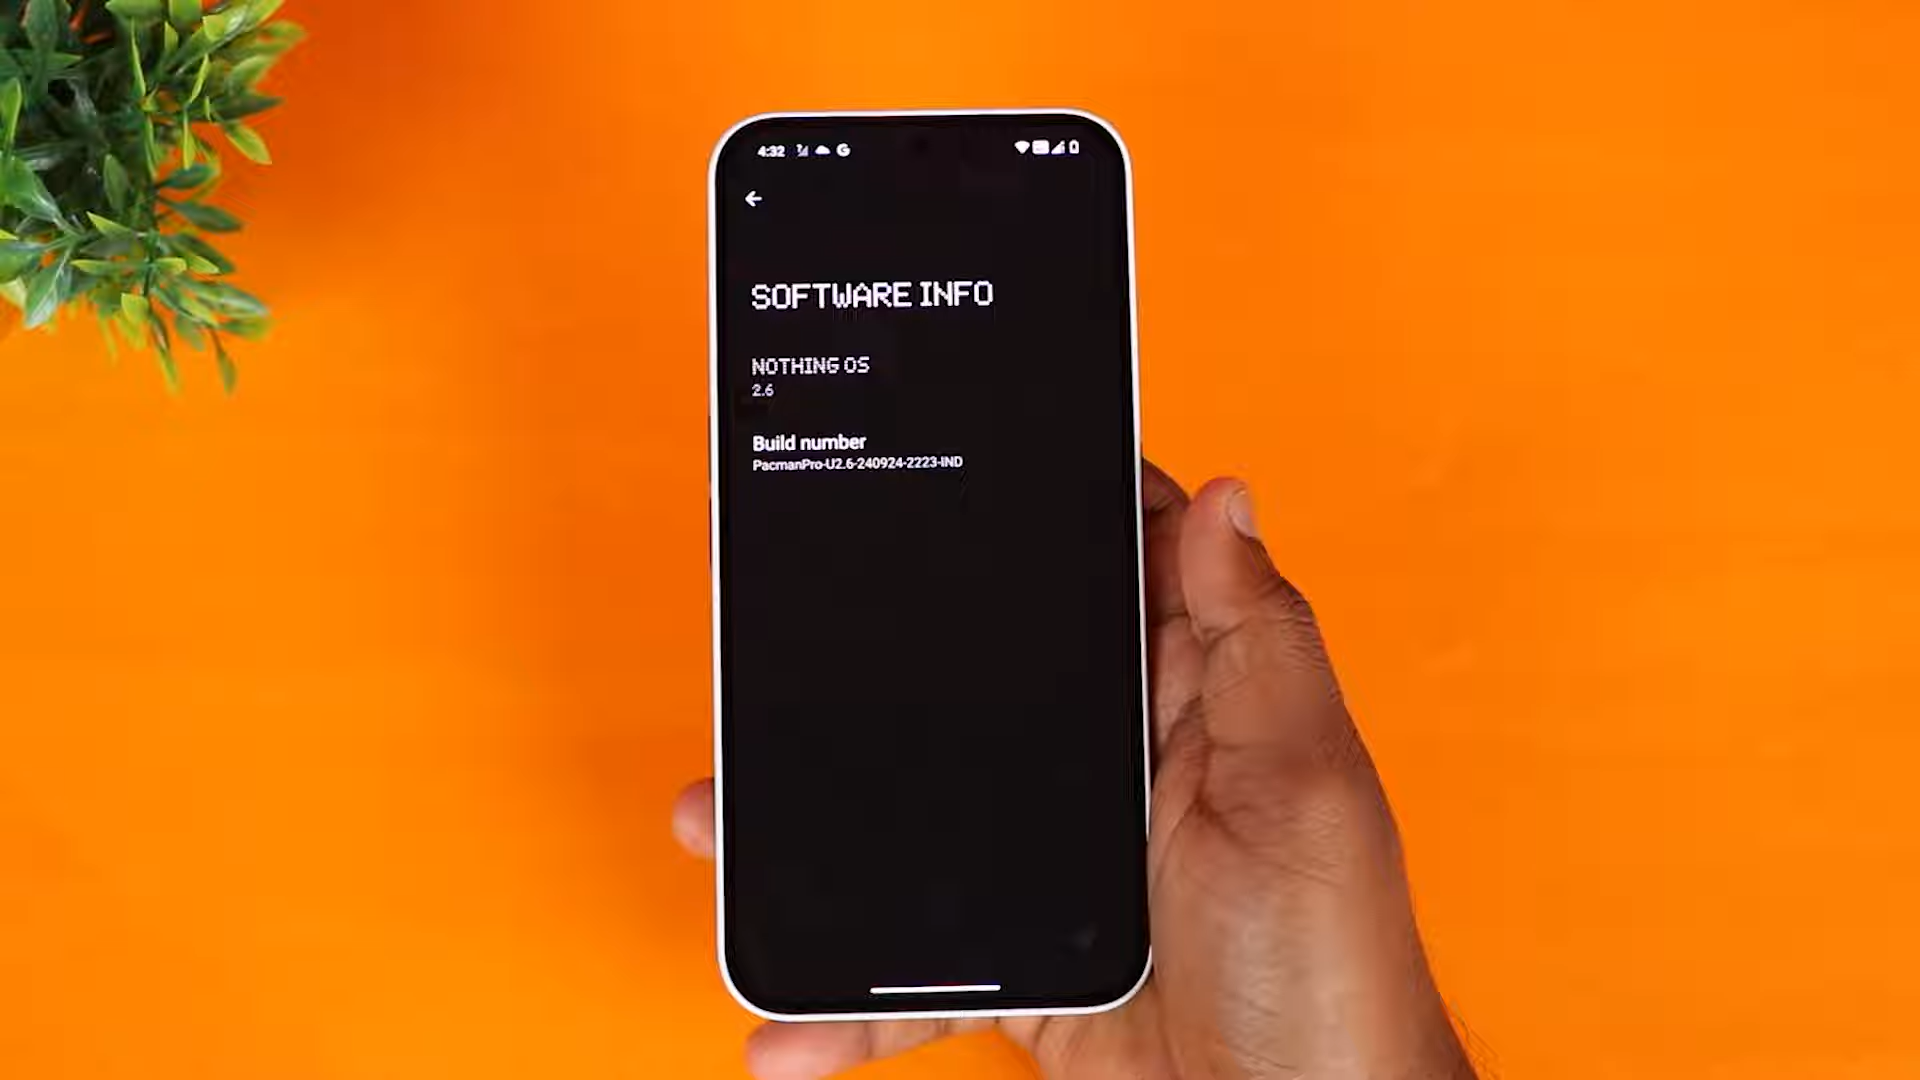 4:32 G
SOFTWARE INFO
NOTHING OS
2.6
Build number
PacmanPro-U2.6-240924-2223-IND